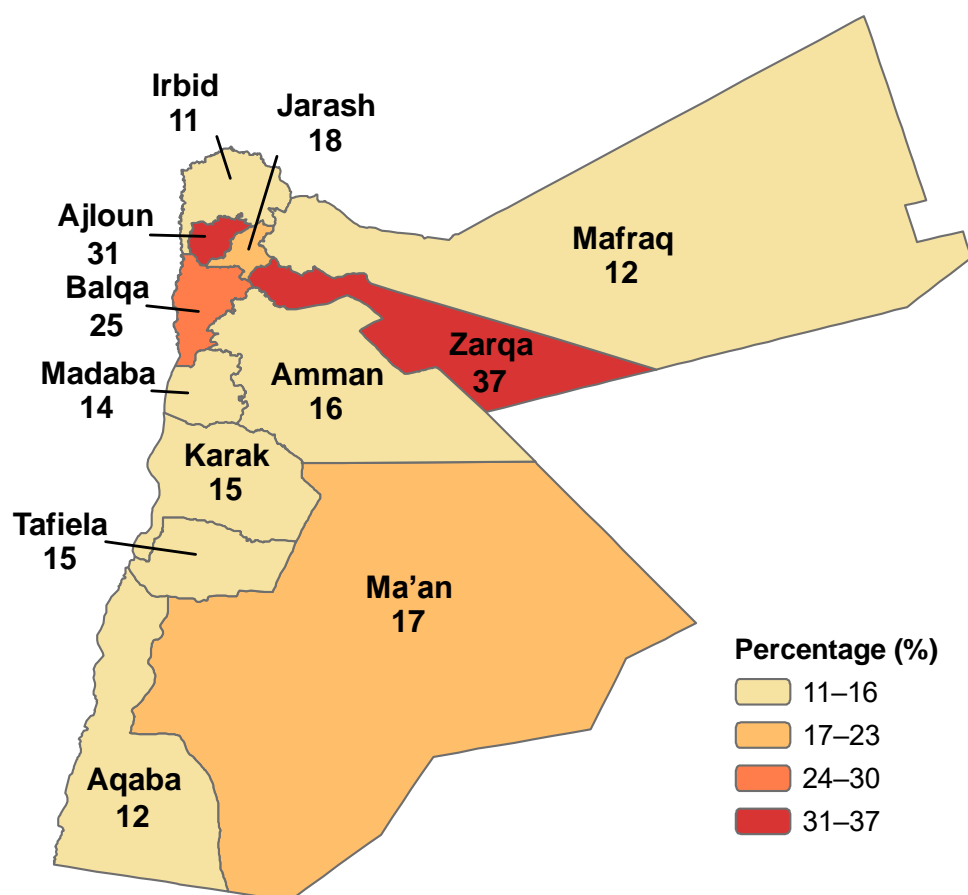 Irbid
11
Jarash
18
Ajloun
31
Mafraq
12
Balqa
25
Zarqa
37
Madaba
14
Amman
16
Karak
15
Tafiela
15
Ma’an
17
Aqaba
12
Percentage (%)
11–16
17–23
24–30
31–37